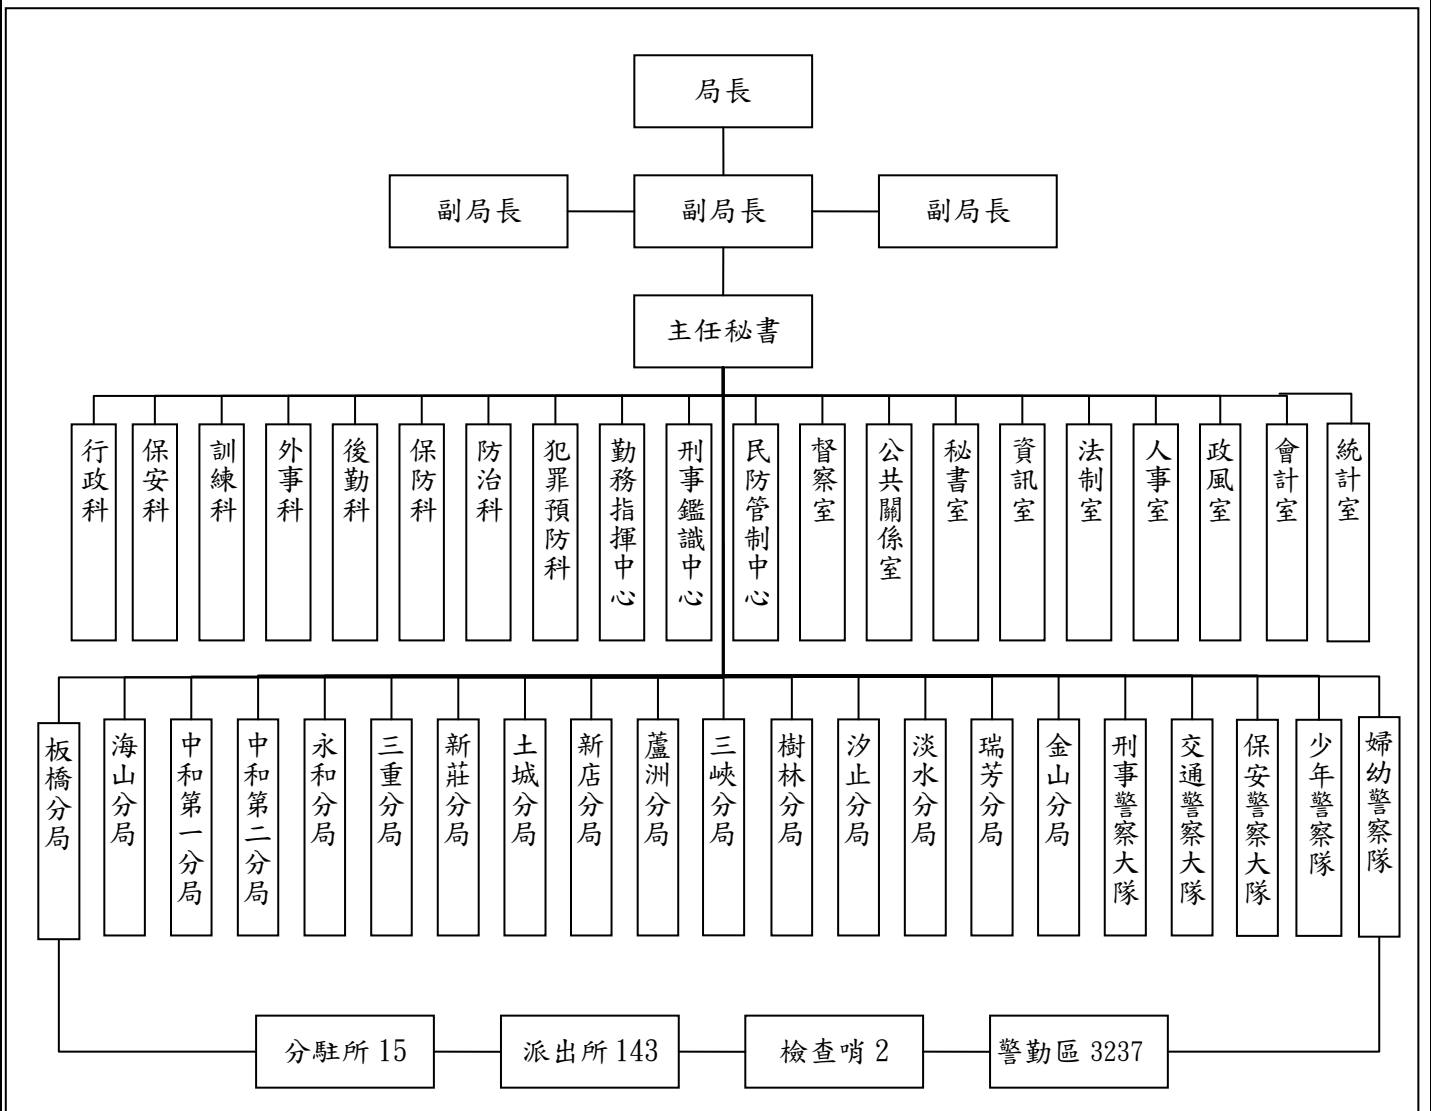 局長
副局長
副局長
副局長
主任秘書
行政科
保安科
訓練科
外事科
後勤科
保防科
防治科
犯罪預防科
勤務指揮中心
刑事鑑識中心
民防管制中心
督察室
公共關係室
秘書室
資訊室
法制室
人事室
政風室
會計室
統計室
板橋分局
海山分局
中和第一分局
中和第二分局
永和分局
三重分局
新莊分局
土城分局
新店分局
蘆洲分局
三峽分局
樹林分局
汐止分局
淡水分局
瑞芳分局
金山分局
刑事警察大隊
交通警察大隊
保安警察大隊
少年警察隊
婦幼警察隊
分駐所 15
派出所 143
檢查哨 2
警勤區 3237